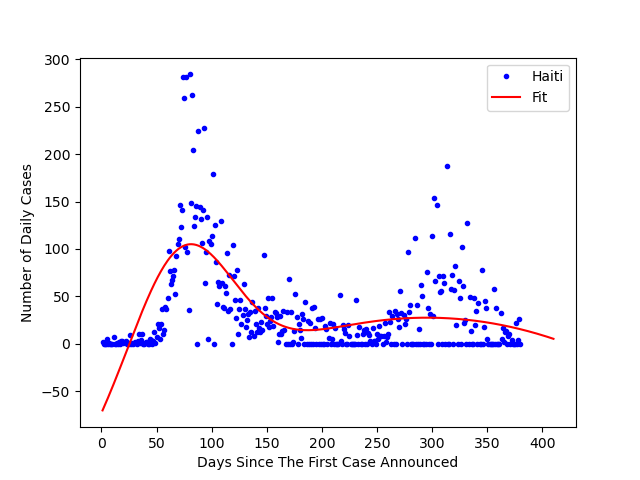 Haiti
Fit
300
250
200
150
100
50
0
−50
Number of Daily Cases
0 50 100 150 200 250 300 350 400
Days Since The First Case Announced